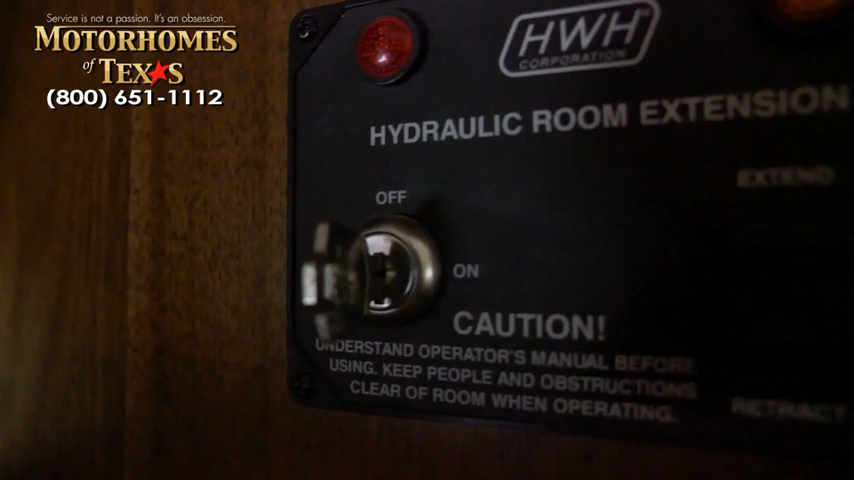 Service is not a passion. It's an obsession.
MOTORHOMES
of TEXAS
(800) 651-1112
HWH
CORPORATION
HYDRAULIC ROOM EXTENSION
EXTEND
OFF
ON
CAUTION!
UNDERSTAND OPERATOR'S MANUAL BEFORE
USING. KEEP PEOPLE AND OBSTRUCTIONS
CLEAR OF ROOM WHEN OPERATING.
RETRACT